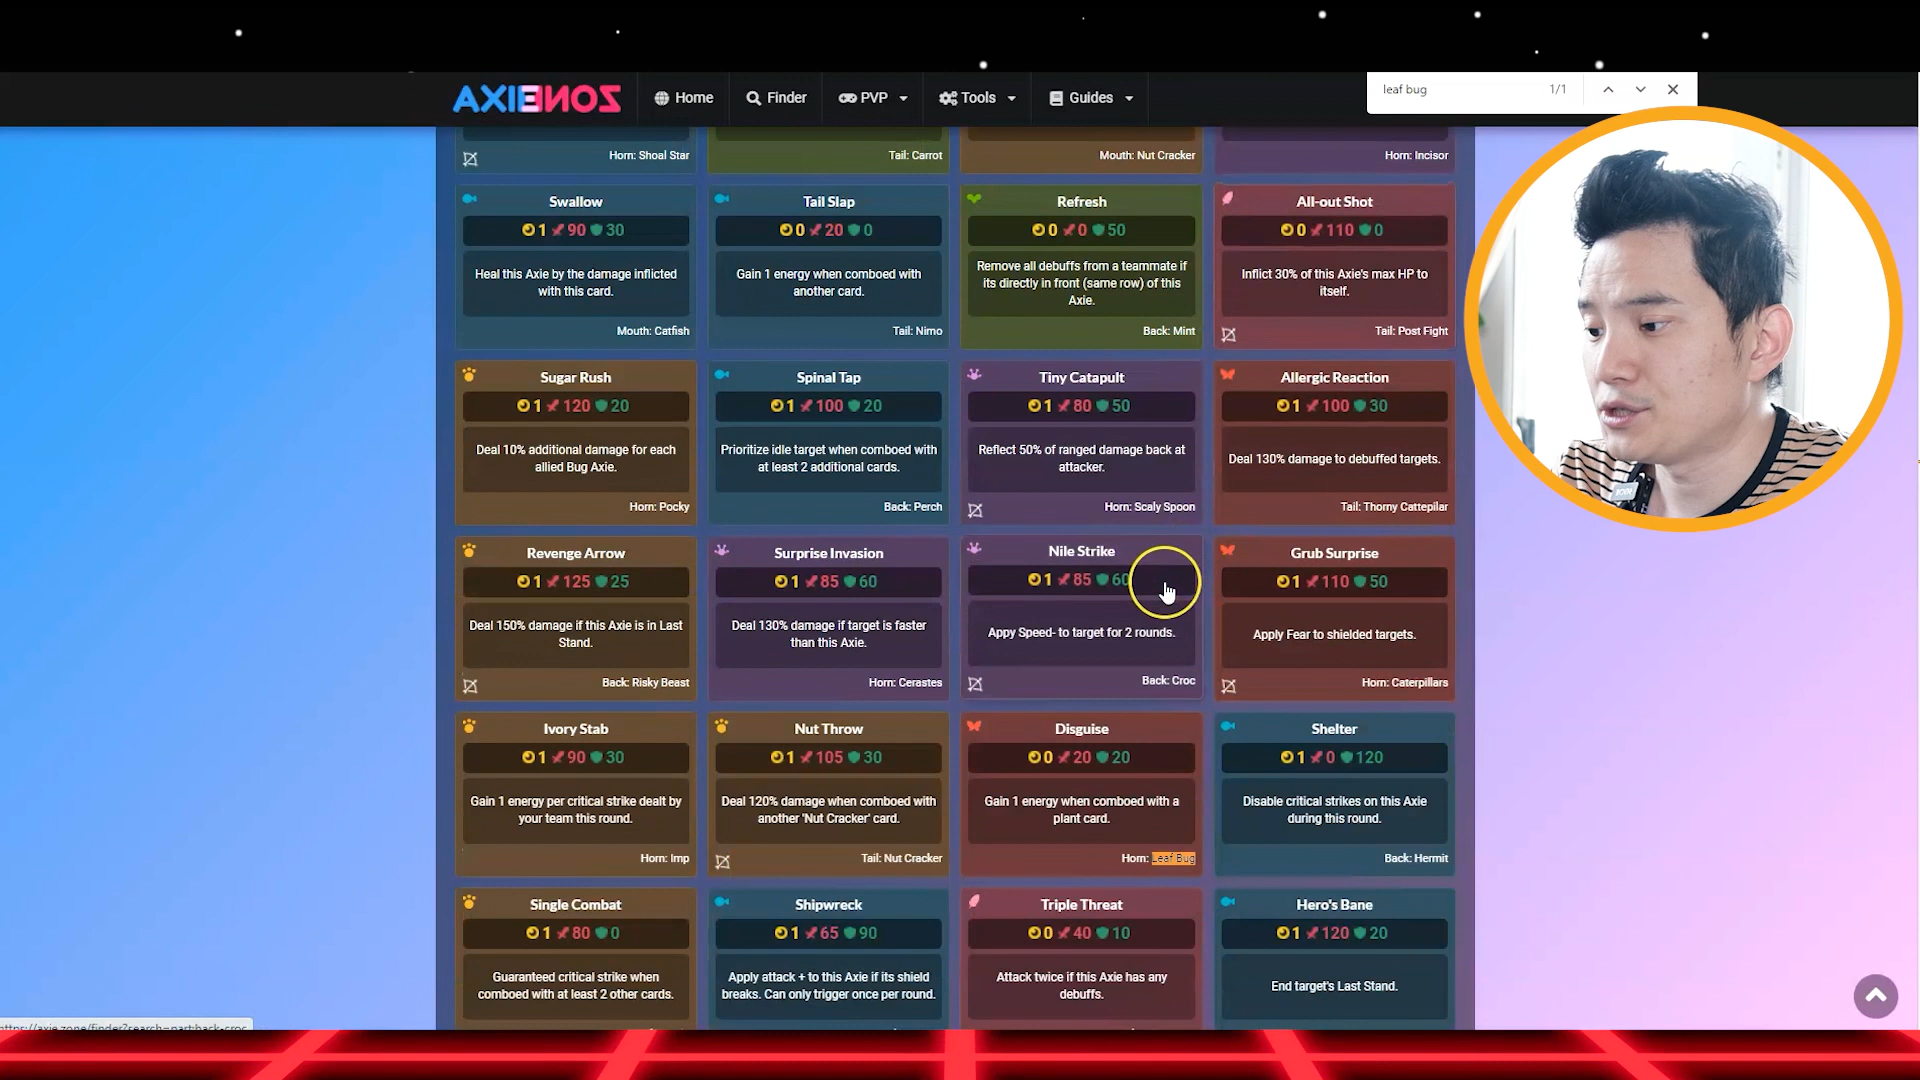 AXIE ZONE
Home
Finder
PVP
Tools
Guides
leaf bug
1/1
Horn: Shoal Star
Tail: Carrot
Mouth: Nut Cracker
Horn: Incisor
Swallow
1 90 30
Heal this Axie by the damage inflicted
with this card.
Mouth: Catfish
Tail Slap
0 20 0
Gain 1 energy when comboed with
another card.
Tail: Nimo
Refresh
0 0 50
Remove all debuffs from a teammate if
its directly in front (same row) of this
Axie.
Back: Mint
All-out Shot
0 110 0
Inflict 30% of this Axie's max HP to
itself.
Tail: Post Fight
Sugar Rush
1 120 20
Deal 10% additional damage for each
allied Bug Axie.
Horn: Pocky
Spinal Tap
1 100 20
Prioritize idle target when comboed with
at least 2 additional cards.
Back: Perch
Tiny Catapult
1 80 50
Reflect 50% of ranged damage back at
attacker.
Horn: Scaly Spoon
Allergic Reaction
1 100 30
Deal 130% damage to debuffed targets.
Tail: Thorny Cattepilar
Revenge Arrow
1 125 25
Deal 150% damage if this Axie is in Last
Stand.
Back: Risky Beast
Surprise Invasion
1 85 60
Deal 130% damage if target is faster
than this Axie.
Horn: Cerastes
Nile Strike
1 85 60
Appy Speed- to target for 2 rounds.
Back: Croc
Grub Surprise
1 110 50
Apply Fear to shielded targets.
Horn: Caterpillars
Ivory Stab
1 90 30
Gain 1 energy per critical strike dealt by
your team this round.
Horn: Imp
Nut Throw
1 105 30
Deal 120% damage when comboed with
another 'Nut Cracker' card.
Tail: Nut Cracker
Disguise
0 20 20
Gain 1 energy when comboed with a
plant card.
Horn: Leaf Bug
Shelter
1 0 120
Disable critical strikes on this Axie
during this round.
Back: Hermit
Single Combat
1 80 0
Guaranteed critical strike when
comboed with at least 2 other cards.
Shipwreck
1 65 90
Apply attack + to this Axie if its shield
breaks. Can only trigger once per round.
Triple Threat
0 40 10
Attack twice if this Axie has any
debuffs.
Hero's Bane
1 120 20
End target's Last Stand.